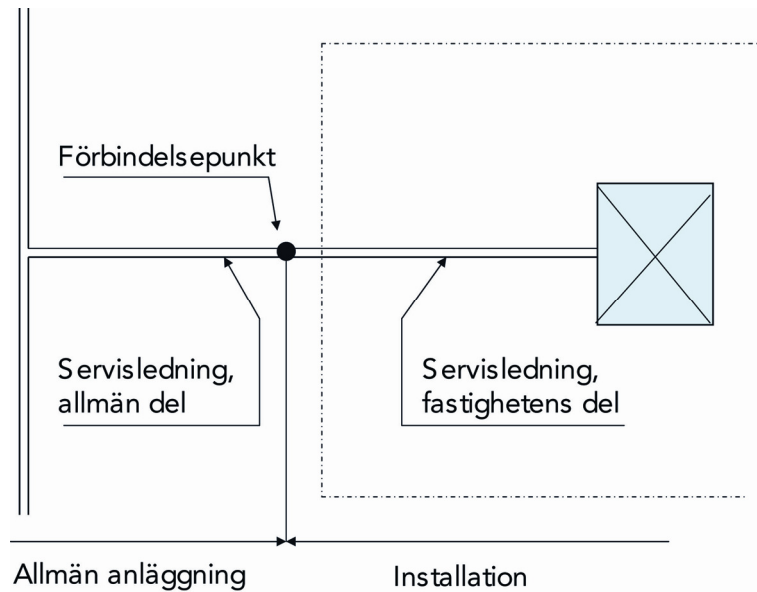 Förbindelsepunkt
Servisledning,
allmän del
Servisledning,
fastighetens del
Allmän anläggning
Installation